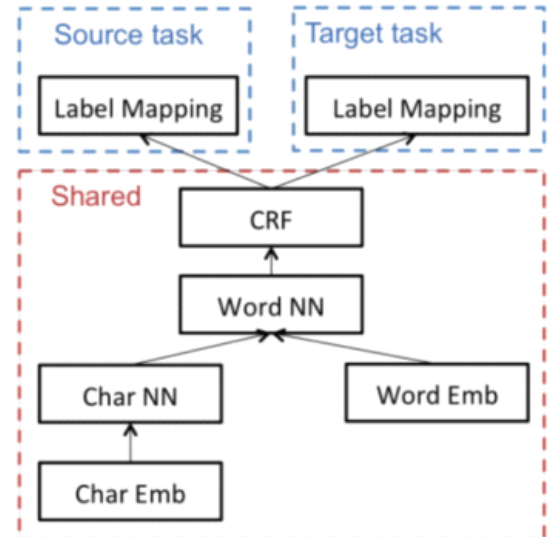 Source task
Target task
Label Mapping
Label Mapping
Shared
CRF
Word NN
Char NN
Word Emb
Char Emb